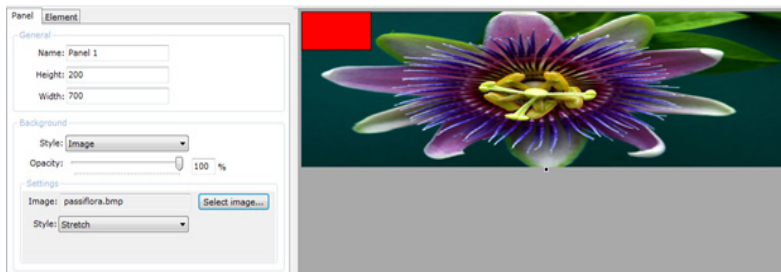 Panel Element
General
Name: Panel 1
Height: 200
Width: 700
Background
Style: Image
Opacity: 100 %
Settings
Image: passiflora.bmp Select image...
Style: Stretch